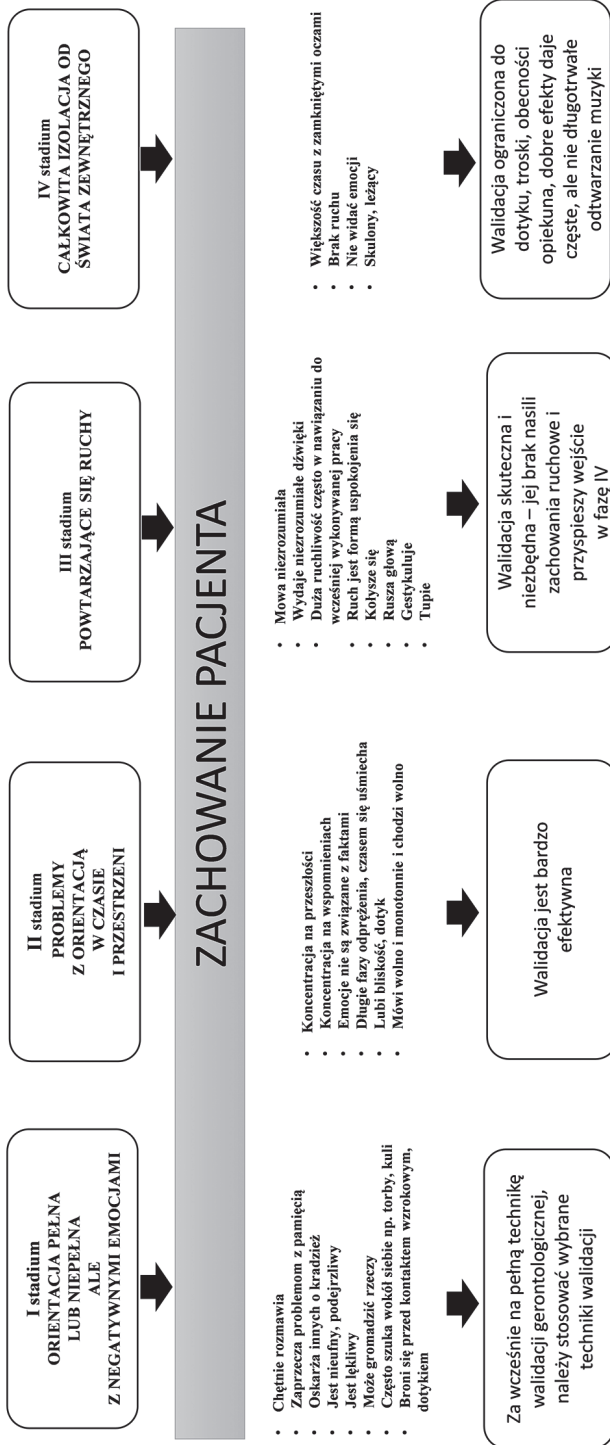 I stadium
ORIENTACJA PEŁNA
LUB NIEPEŁNA
ALE
Z NEGATYWNYMI EMOCJAMI
II stadium
PROBLEMY
Z ORIENTACJĄ
W CZASIE
I PRZESTRZENI
III stadium
POWTARZAJĄCE SIĘ RUCHY
IV stadium
CAŁKOWITA IZOLACJA OD
ŚWIATA ZEWNĘTRZNEGO
ZACHOWANIE PACJENTA
• Chętnie rozmawia
• Zaprzecza problemom z pamięcią
• Oskarża innych o kradzież
• Jest nieufny, podejrzliwy
• Jest lękliwy
• Może gromadzić rzeczy
• Często szuka wokół siebie np. torby, kuli
• Broni się przed kontaktem wzrokowym,
dotykiem
• Koncentracja na przeszłości
• Koncentracja na wspomnieniach
• Emocje nie są związane z faktami
• Długie fazy odprężenia, czasem się uśmiecha
• Lubi bliskość, dotyk
• Mówi wolno i monotonnie i chodzi wolno
• Mowa niezrozumiała
• Wydaje niezrozumiałe dźwięki
• Duża ruchliwość często w nawiązaniu do
wcześniej wykonywanej pracy
• Ruch jest formą uspokojenia się
• Kołysze się
• Rusza głową
• Gestykuluje
• Tupie
• Większość czasu z zamkniętymi oczami
• Brak ruchu
• Nie widać emocji
• Skulony, leżący
Za wcześnie na pełną technikę
walidacji gerontologicznej,
należy stosować wybrane
techniki walidacji
Walidacja jest bardzo
efektywna
Walidacja skuteczna i
niezbędna – jej brak nasili
zachowania ruchowe i
przyspieszy wejście
w fazę IV
Walidacja ograniczona do
dotyku, troski, obecności
opiekuna, dobre efekty daje
częste, ale nie długotrwałe
odtwarzanie muzyki